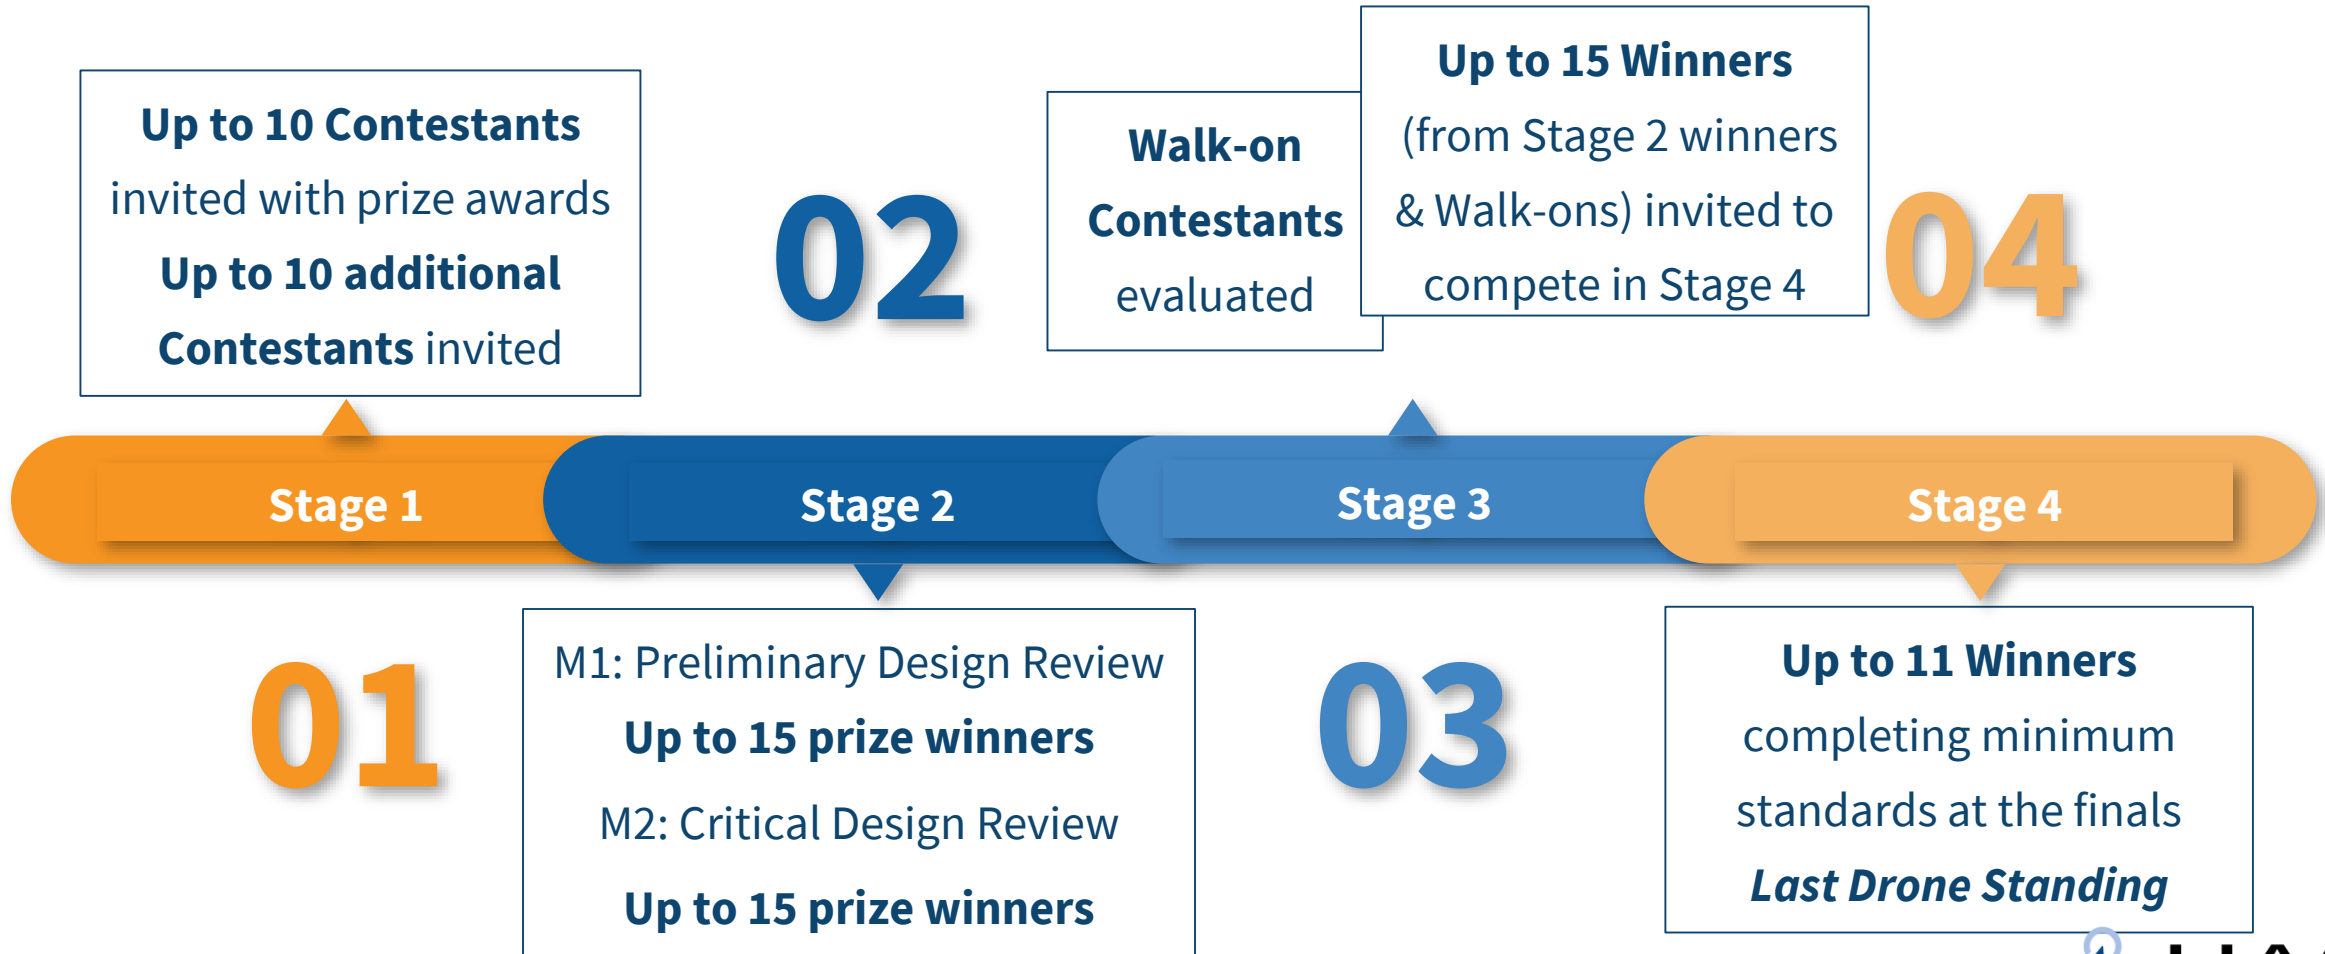 Up to 10 Contestants
invited with prize awards
Up to 10 additional
Contestants invited
02
Walk-on
Contestants
evaluated
Up to 15 Winners
(from Stage 2 winners
& Walk-ons) invited to
compete in Stage 4
04
Stage 1
Stage 2
Stage 3
Stage 4
01
M1: Preliminary Design Review
Up to 15 prize winners
M2: Critical Design Review
Up to 15 prize winners
03
Up to 11 Winners
completing minimum
standards at the finals
Last Drone Standing